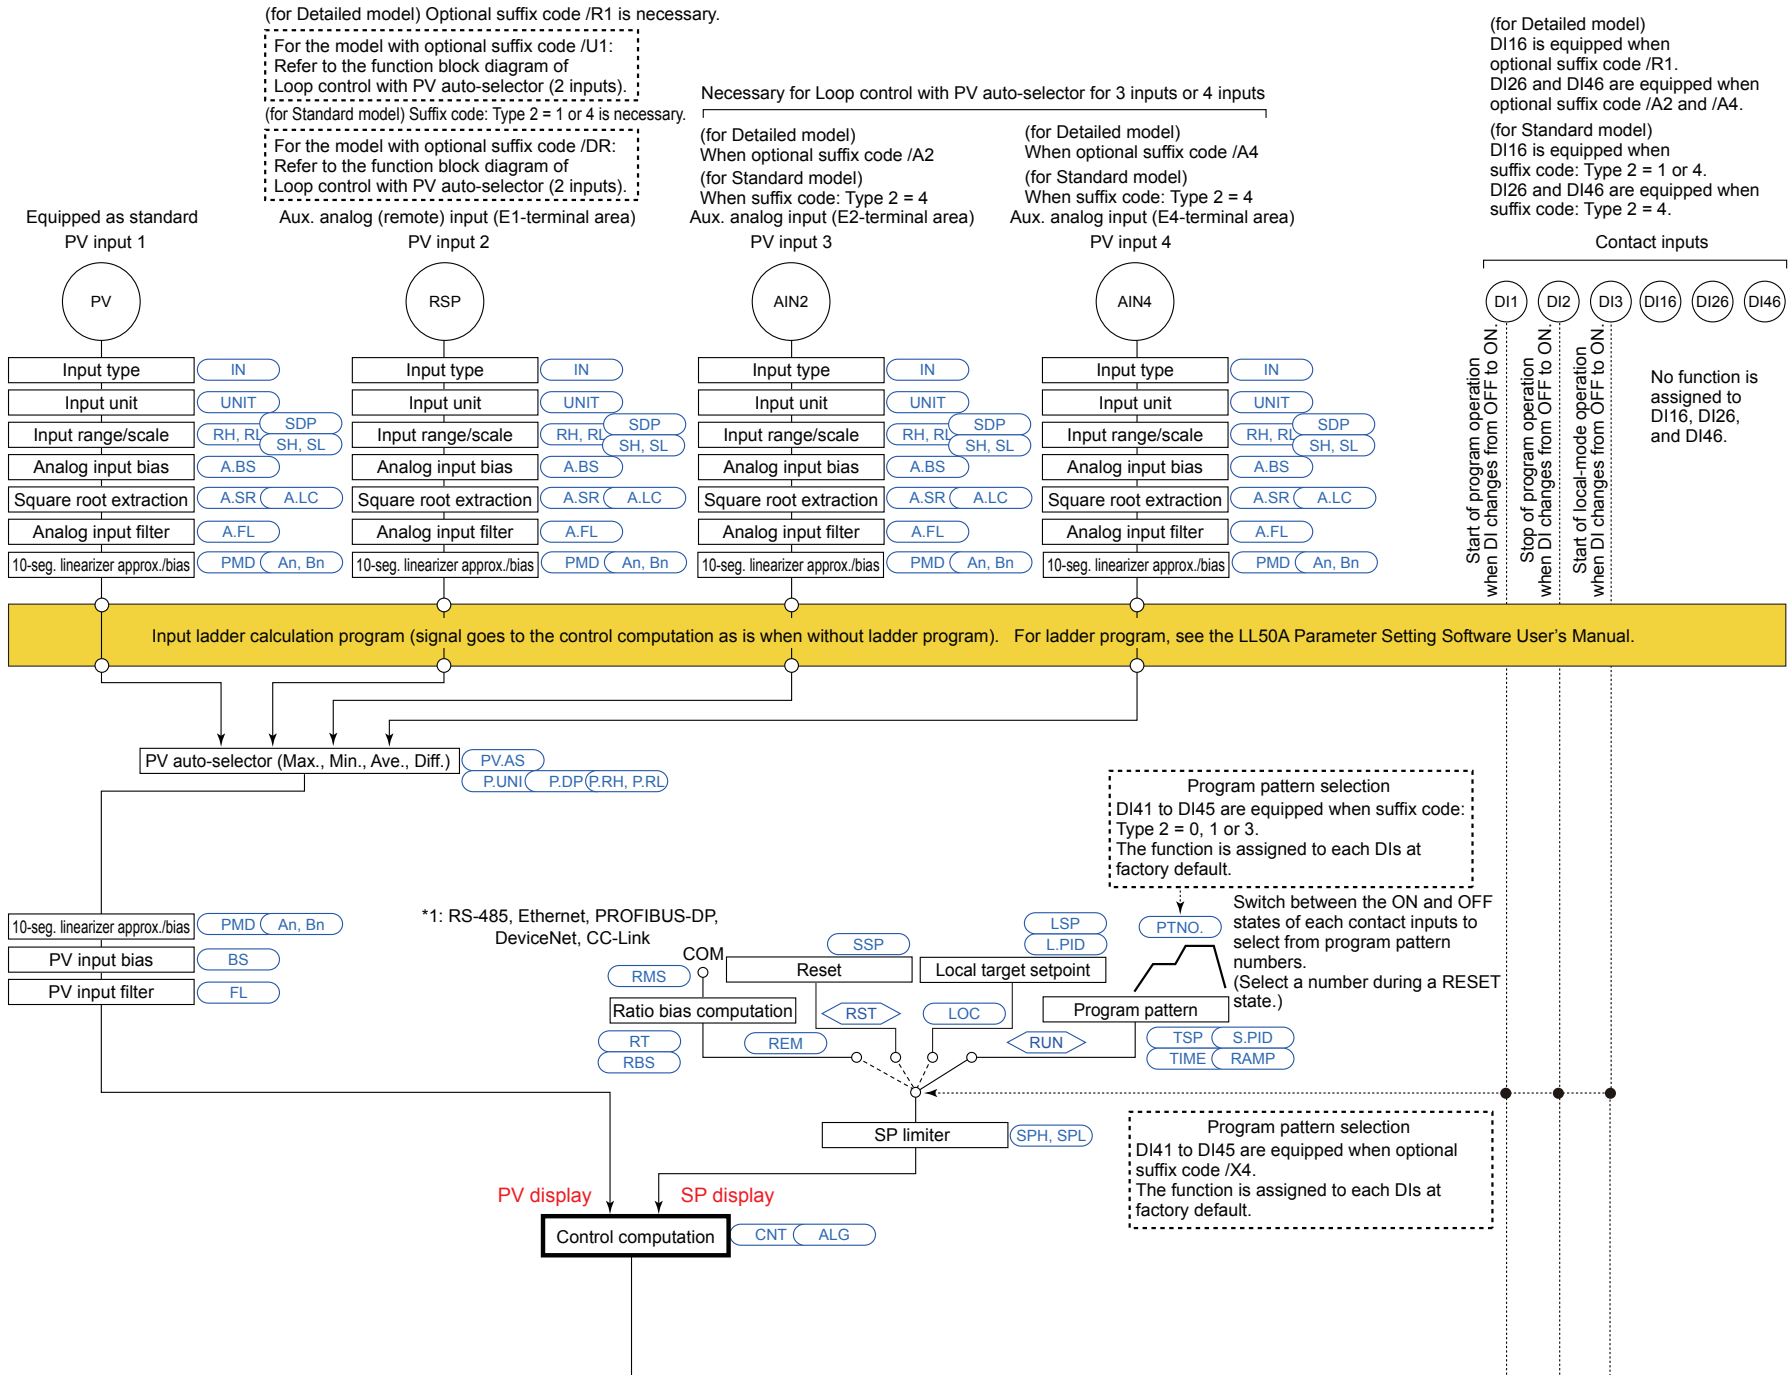 (for Detailed model) Optional suffix code /R1 is necessary.
For the model with optional suffix code /U1:
Refer to the function block diagram of
Loop control with PV auto-selector (2 inputs).
(for Standard model) Suffix code: Type 2 = 1 or 4 is necessary.
For the model with optional suffix code /DR:
Refer to the function block diagram of
Loop control with PV auto-selector (2 inputs).
Necessary for Loop control with PV auto-selector for 3 inputs or 4 inputs
(for Detailed model)
When optional suffix code /A2
(for Standard model)
When suffix code: Type 2 = 4
(for Detailed model)
When optional suffix code /A4
(for Standard model)
When suffix code: Type 2 = 4
(for Detailed model)
DI16 is equipped when
optional suffix code /R1.
DI26 and DI46 are equipped when
optional suffix code /A2 and /A4.
(for Standard model)
DI16 is equipped when
suffix code: Type 2 = 1 or 4.
DI26 and DI46 are equipped when
suffix code: Type 2 = 4.
Equipped as standard
PV input 1
Aux. analog (remote) input (E1-terminal area)
PV input 2
Aux. analog input (E2-terminal area)
PV input 3
Aux. analog input (E4-terminal area)
PV input 4
Contact inputs
PV
RSP
AIN2
AIN4
DI1
DI2
DI3
DI16
DI26
DI46
Start of program operation
when DI changes from OFF to ON.
Stop of program operation
when DI changes from OFF to ON.
Start of local-mode operation
when DI changes from OFF to ON.
No function is
assigned to
DI16, DI26,
and DI46.
Input type IN
Input unit UNIT
Input range/scale RH, RL SDP SH, SL
Analog input bias A.BS
Square root extraction A.SR A.LC
Analog input filter A.FL
10-seg. linearizer approx./bias PMD An, Bn
Input type IN
Input unit UNIT
Input range/scale RH, RL SDP SH, SL
Analog input bias A.BS
Square root extraction A.SR A.LC
Analog input filter A.FL
10-seg. linearizer approx./bias PMD An, Bn
Input type IN
Input unit UNIT
Input range/scale RH, RL SDP SH, SL
Analog input bias A.BS
Square root extraction A.SR A.LC
Analog input filter A.FL
10-seg. linearizer approx./bias PMD An, Bn
Input type IN
Input unit UNIT
Input range/scale RH, RL SDP SH, SL
Analog input bias A.BS
Square root extraction A.SR A.LC
Analog input filter A.FL
10-seg. linearizer approx./bias PMD An, Bn
Input ladder calculation program (signal goes to the control computation as is when without ladder program). For ladder program, see the LL50A Parameter Setting Software User's Manual.
PV auto-selector (Max., Min., Ave., Diff.) PV.AS
P.UNI P.DP P.RH, P.RL
Program pattern selection
DI41 to DI45 are equipped when suffix code:
Type 2 = 0, 1 or 3.
The function is assigned to each DIs at
factory default.
10-seg. linearizer approx./bias PMD An, Bn
PV input bias BS
PV input filter FL
*1: RS-485, Ethernet, PROFIBUS-DP,
DeviceNet, CC-Link
COM
RMS
Ratio bias computation
RT
RBS
REM
SSP
Reset
RST
LSP
L.PID
Local target setpoint
LOC
RUN
PTNO.
Switch between the ON and OFF
states of each contact inputs to
select from program pattern
numbers.
(Select a number during a RESET
state.)
Program pattern
TSP S.PID
TIME RAMP
SP limiter SPH, SPL
Program pattern selection
DI41 to DI45 are equipped when optional
suffix code /X4.
The function is assigned to each DIs at
factory default.
PV display
SP display
Control computation CNT ALG